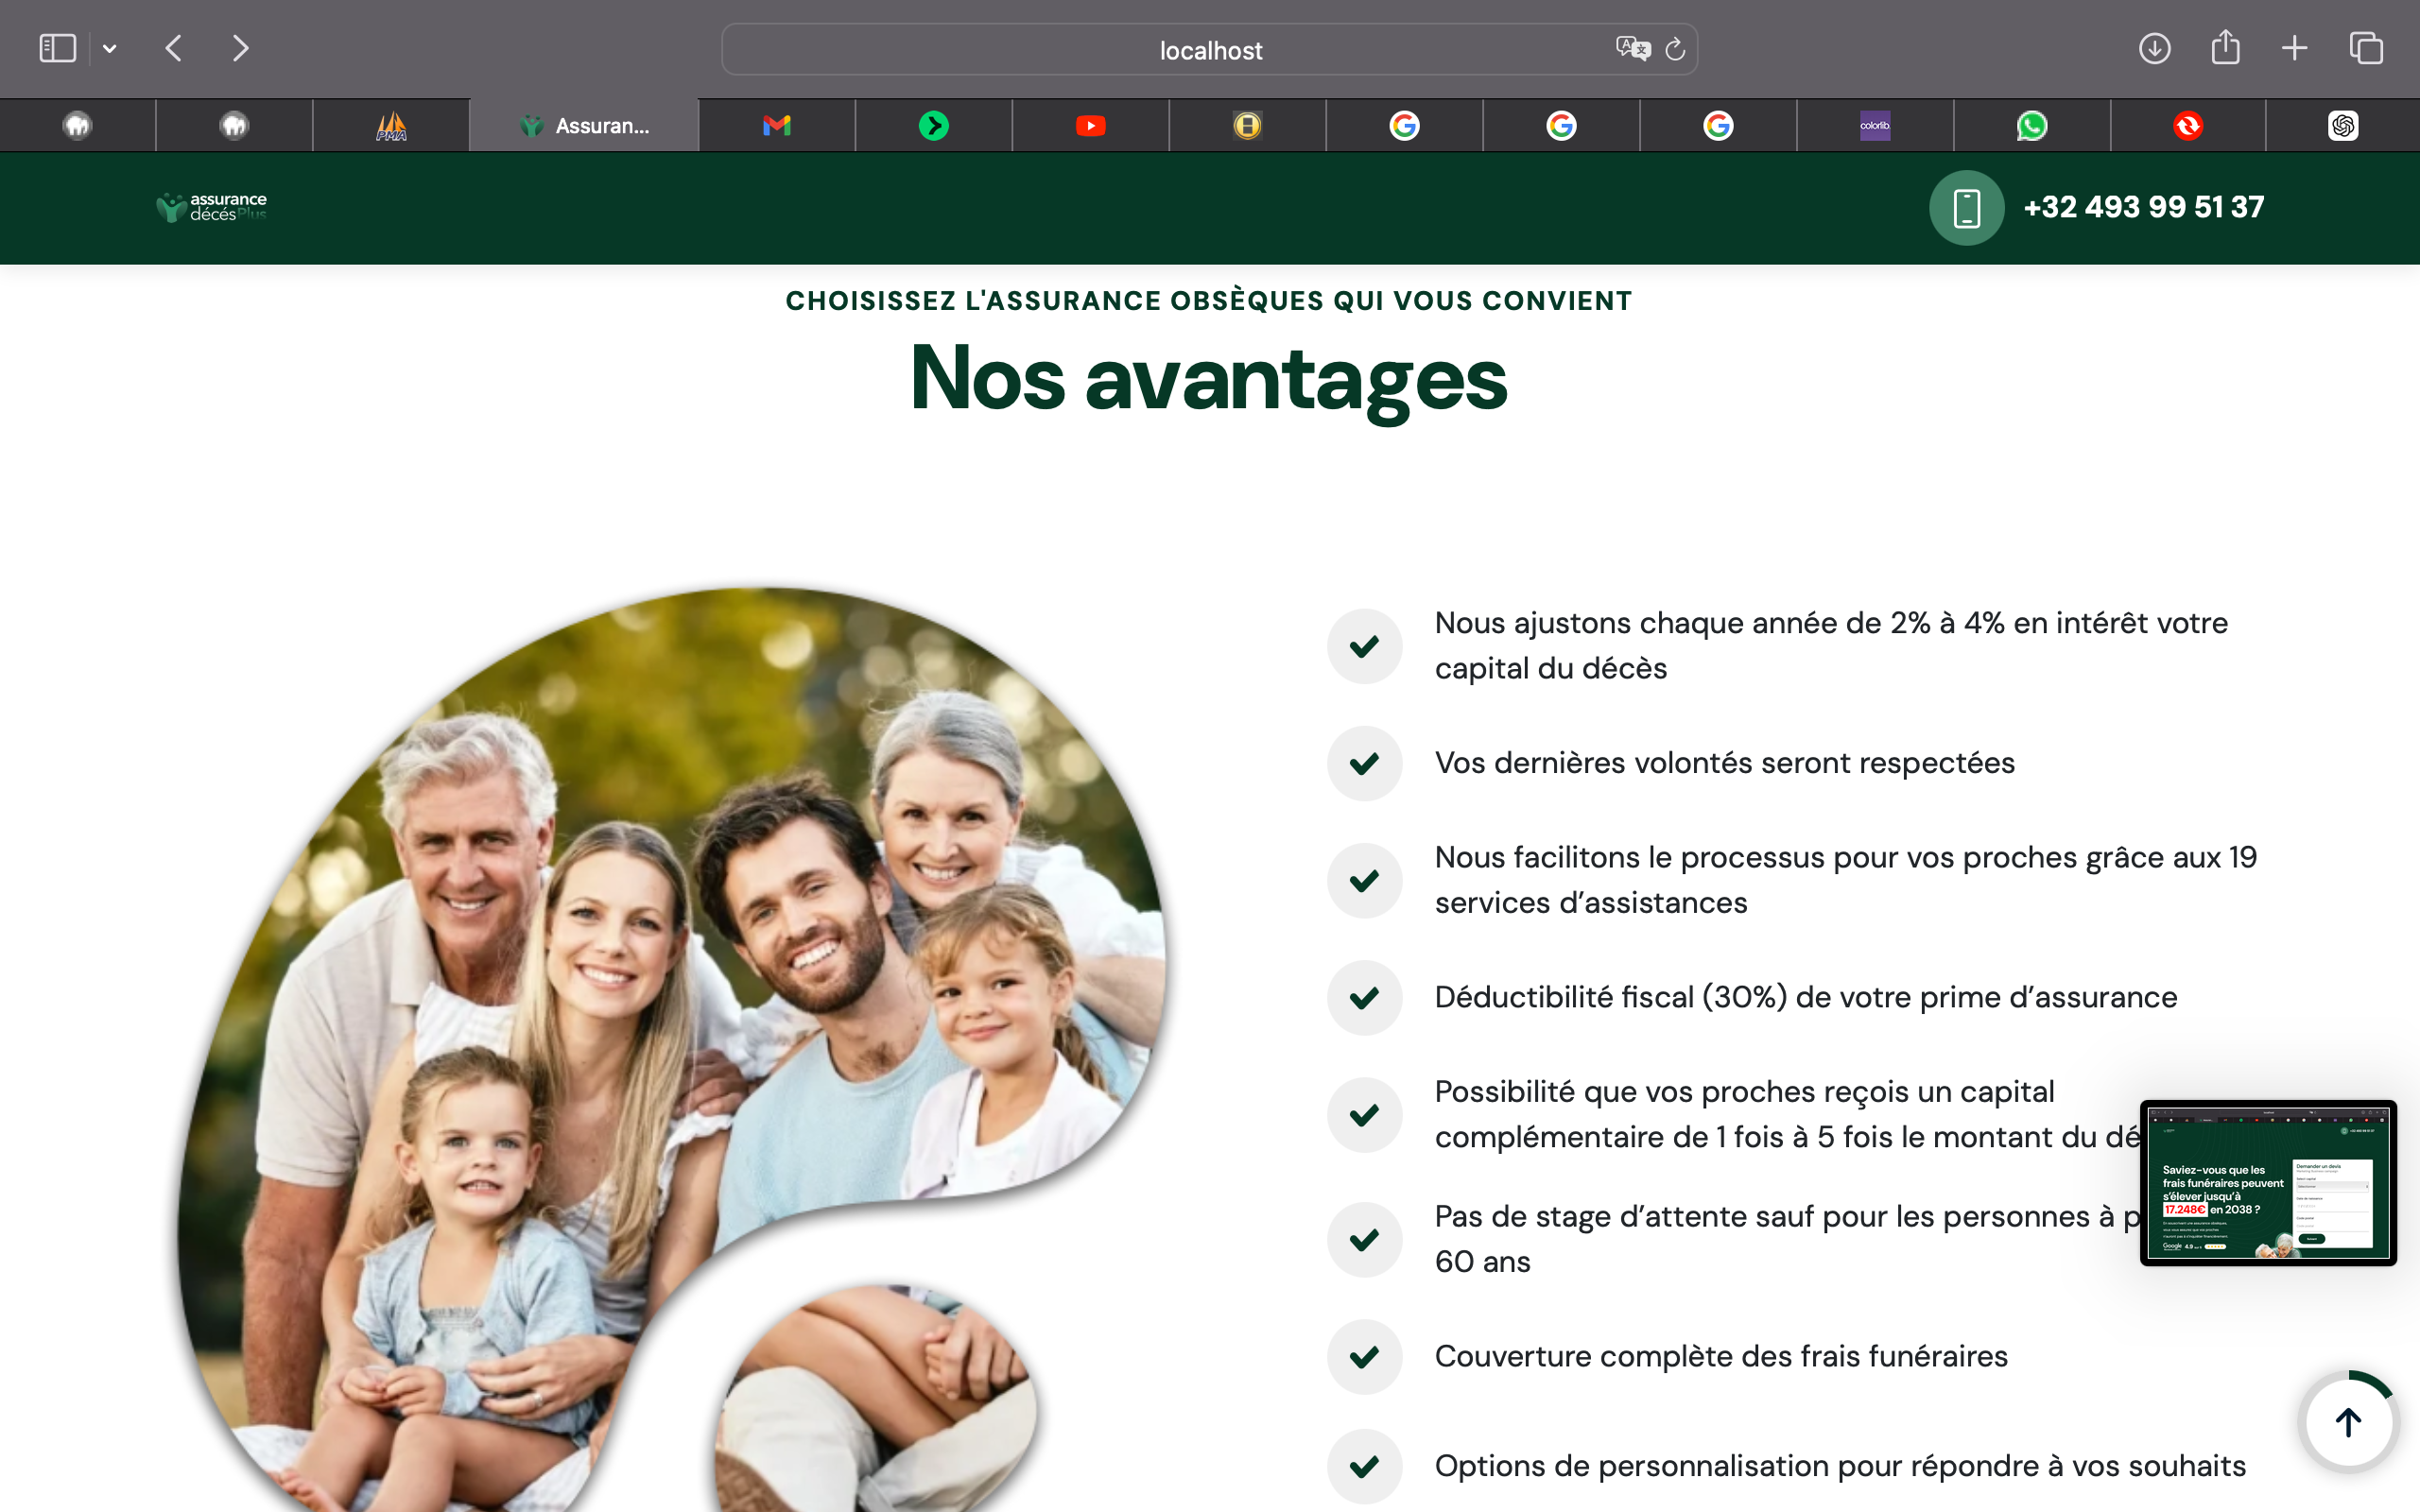 localhost
PMA
Assuran...
colorlib.
assurance
décés Plus
+32 493 99 51 37
CHOISISSEZ L'ASSURANCE OBSÈQUES QUI VOUS CONVIENT
Nos avantages
Nous ajustons chaque année de 2% à 4% en intérêt votre
capital du décès
Vos dernières volontés seront respectées
Nous facilitons le processus pour vos proches grâce aux 19
services d’assistances
Déductibilité fiscal (30%) de votre prime d’assurance
Possibilité que vos proches reçois un capital
complémentaire de 1 fois à 5 fois le montant du dé
Pas de stage d’attente sauf pour les personnes à p
60 ans
Couverture complète des frais funéraires
Options de personnalisation pour répondre à vos souhaits
Saviez-vous que les
frais funéraires peuvent
s'élever jusqu'à
17.248€ en 2038 ?
Demander un devis
Google 4.9